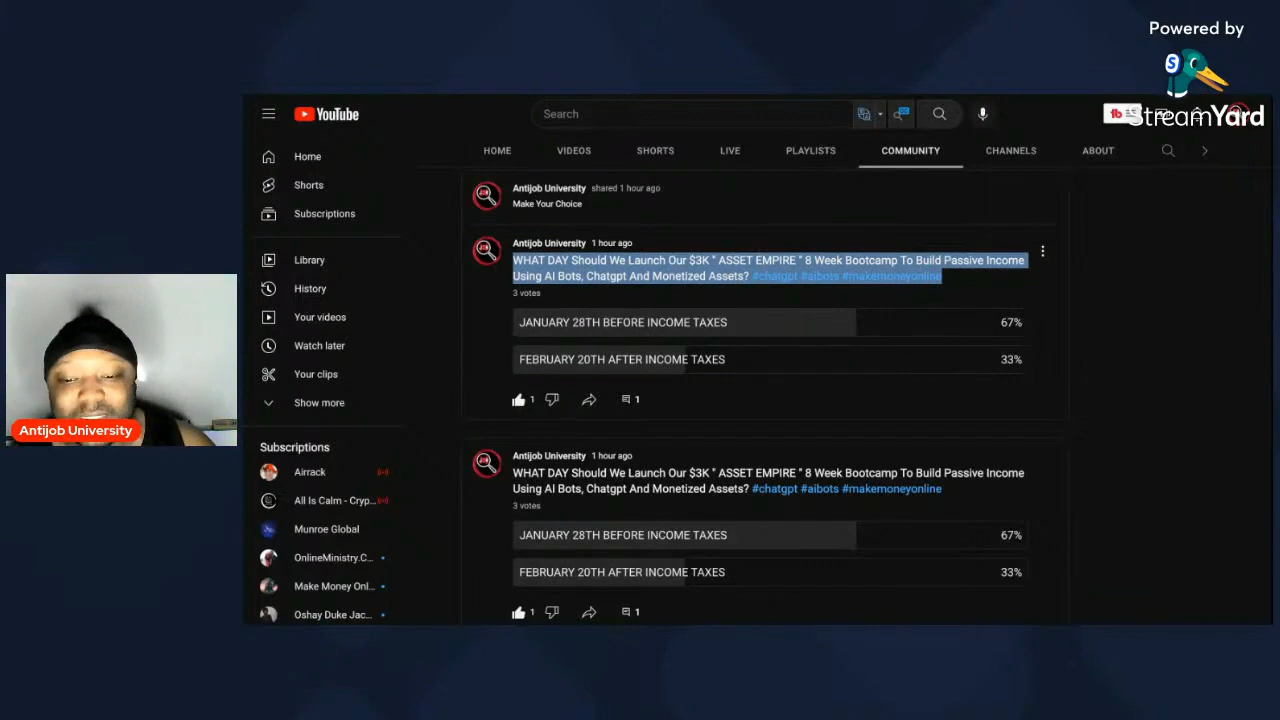 Powered by
StreamYard
YouTube
Search
HOME
VIDEOS
SHORTS
LIVE
PLAYLISTS
COMMUNITY
CHANNELS
ABOUT
Home
Shorts
Subscriptions
Library
History
Your videos
Watch later
Your clips
Show more
Subscriptions
Airrack
All Is Calm - Cryp...
Munroe Global
OnlineMinistry.C...
Make Money Onl...
Oshay Duke Jac...
Antijob University shared 1 hour ago
Make Your Choice
Antijob University 1 hour ago
WHAT DAY Should We Launch Our $3K " ASSET EMPIRE " 8 Week Bootcamp To Build Passive Income
Using AI Bots, Chatgpt And Monetized Assets? #chatgpt #aibots #makemoneyonline
3 votes
JANUARY 28TH BEFORE INCOME TAXES 67%
FEBRUARY 20TH AFTER INCOME TAXES 33%
1 1
Antijob University 1 hour ago
WHAT DAY Should We Launch Our $3K " ASSET EMPIRE " 8 Week Bootcamp To Build Passive Income
Using AI Bots, Chatgpt And Monetized Assets? #chatgpt #aibots #makemoneyonline
3 votes
JANUARY 28TH BEFORE INCOME TAXES 67%
FEBRUARY 20TH AFTER INCOME TAXES 33%
1 1
Antijob University